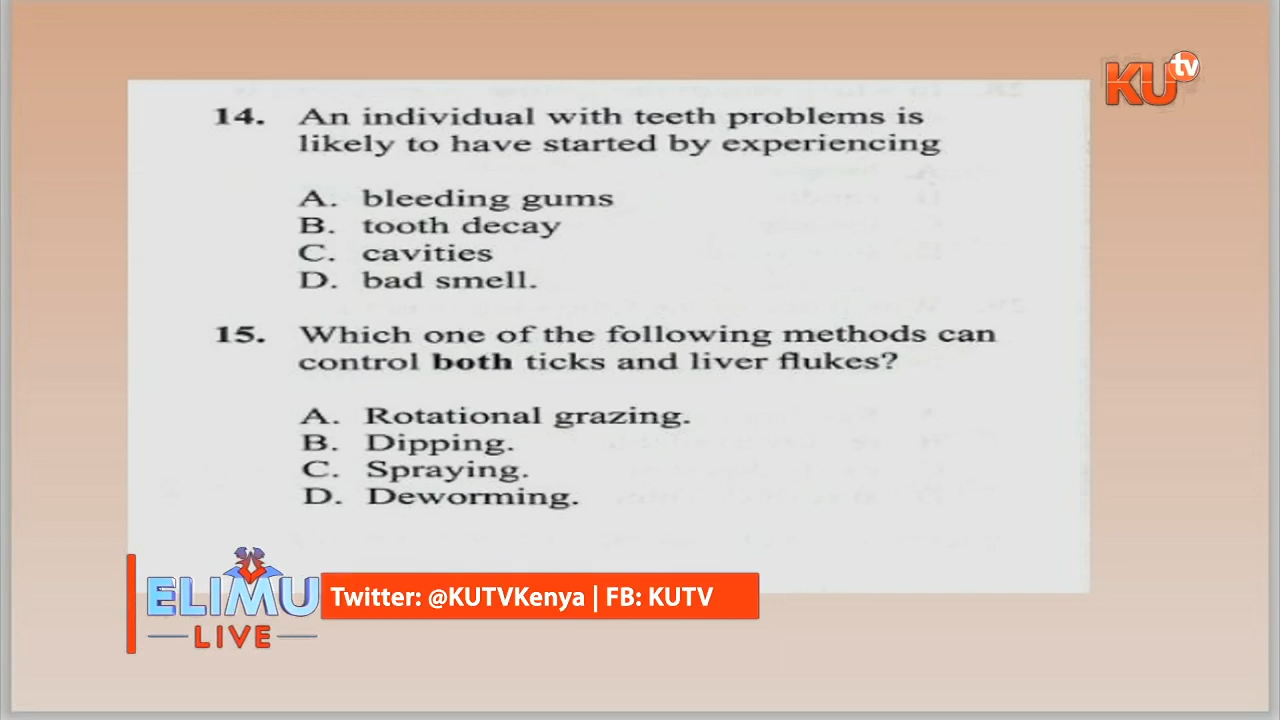 KU tv
14. An individual with teeth problems is
likely to have started by experiencing
A. bleeding gums
B. tooth decay
C. cavities
D. bad smell.
15. Which one of the following methods can
control both ticks and liver flukes?
A. Rotational grazing.
B. Dipping.
C. Spraying.
D. Deworming.
ELIMU
LIVE
Twitter: @KUTVKenya | FB: KUTV